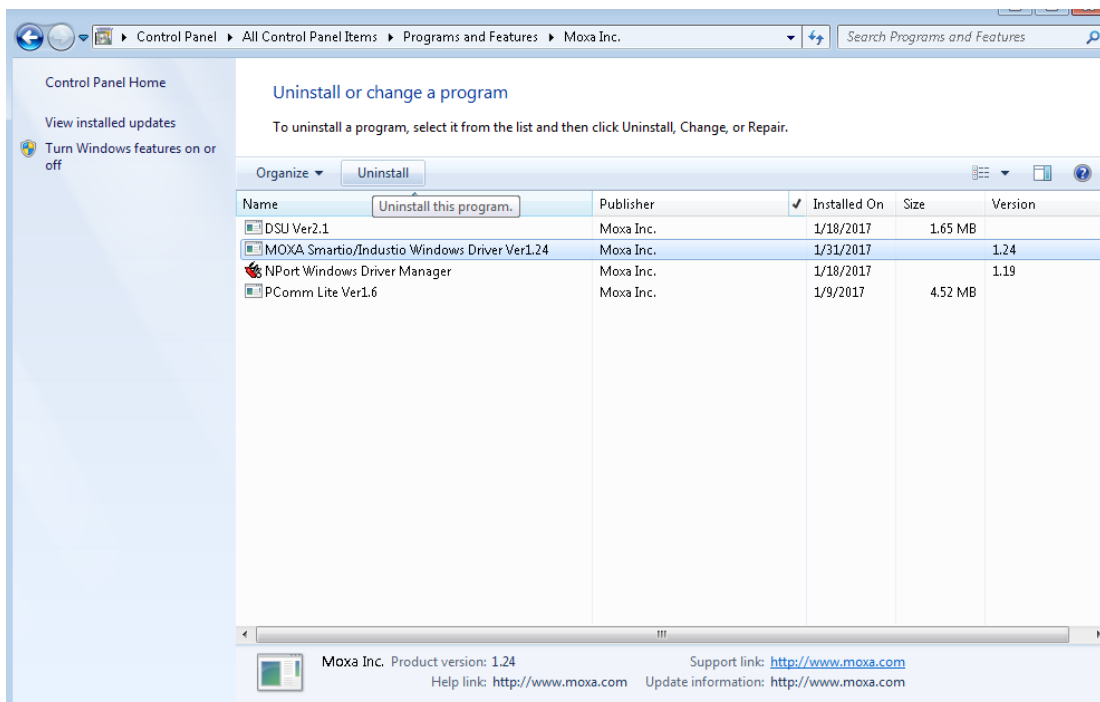 Control Panel All Control Panel Items Programs and Features Moxa Inc. Search Programs and Features
Control Panel Home
View installed updates
Turn Windows features on or
off
Uninstall or change a program
To uninstall a program, select it from the list and then click Uninstall, Change, or Repair.
Organize Uninstall
Name Publisher Installed On Size Version
Uninstall this program.
DSU Ver2.1 Moxa Inc. 1/18/2017 1.65 MB
MOXA Smartio/Industio Windows Driver Ver1.24 Moxa Inc. 1/31/2017 1.24
NPort Windows Driver Manager Moxa Inc. 1/18/2017 1.19
PComm Lite Ver1.6 Moxa Inc. 1/9/2017 4.52 MB
Moxa Inc. Product version: 1.24 Support link: http://www.moxa.com
Help link: http://www.moxa.com Update information: http://www.moxa.com